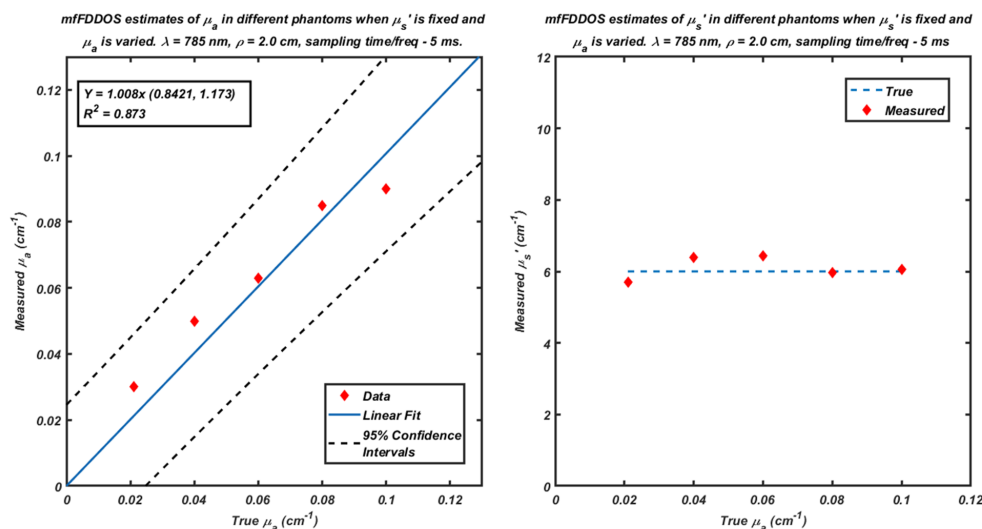 mfFDDOS estimates of μa in different phantoms when μs' is fixed and
μa is varied. λ = 785 nm, ρ = 2.0 cm, sampling time/freq - 5 ms.
Y = 1.008x (0.8421, 1.173)
R² = 0.873
0.12
0.1
0.08
0.06
0.04
0.02
0
Measured μa (cm⁻¹)
Data
Linear Fit
95% Confidence
Intervals
0 0.02 0.04 0.06 0.08 0.1 0.12
True μa (cm⁻¹)
mfFDDOS estimates of μs' in different phantoms when μs' is fixed and
μa is varied. λ = 785 nm, ρ = 2.0 cm, sampling time/freq - 5 ms
True
Measured
12
10
8
6
4
2
0
Measured μs' (cm⁻¹)
0 0.02 0.04 0.06 0.08 0.1 0.12
True μa (cm⁻¹)